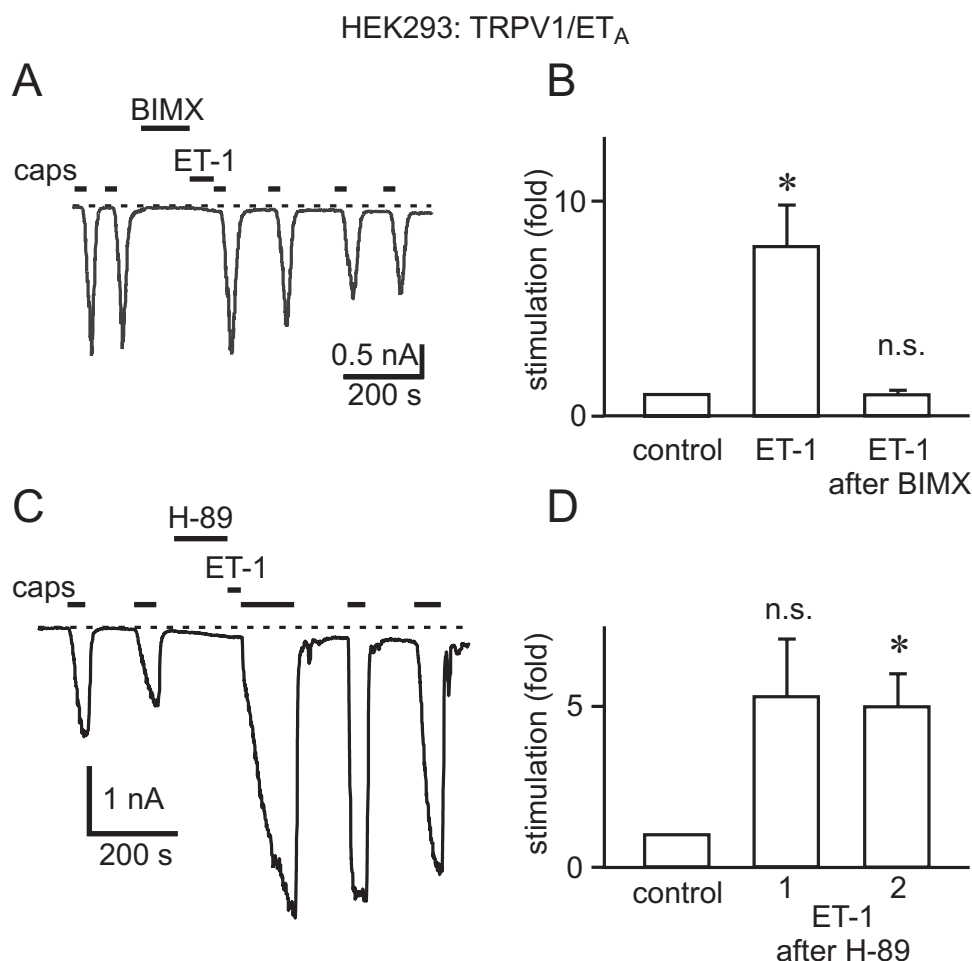 HEK293: TRPV1/ETA
A
BIMX
ET-1
caps
0.5 nA
200 s
B
stimulation (fold)
10
0
*
n.s.
control
ET-1
ET-1
after BIMX
C
H-89
ET-1
caps
1 nA
200 s
D
stimulation (fold)
5
0
n.s.
*
control
1
2
ET-1
after H-89